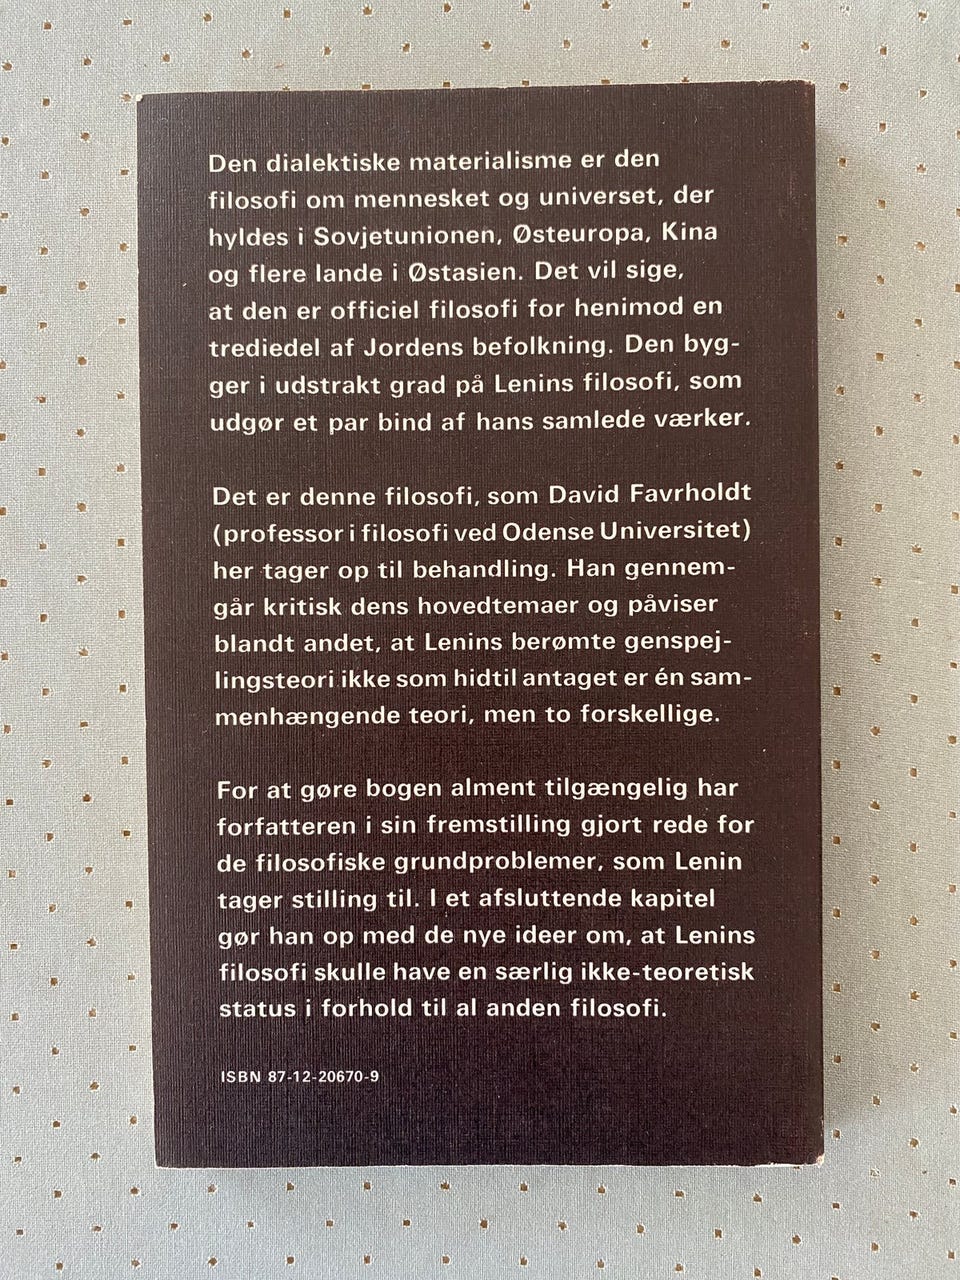 Den dialektiske materialisme er den
filosofi om mennesket og universet, der
hyldes i Sovjetunionen, Østeuropa, Kina
og flere lande i Østasien. Det vil sige,
at den er officiel filosofi for henimod en
trediedel af Jordens befolkning. Den byg-
ger i udstrakt grad på Lenins filosofi, som
udgør et par bind af hans samlede værker.
Det er denne filosofi, som David Favrholdt
(professor i filosofi ved Odense Universitet)
her tager op til behandling. Han gennem-
går kritisk dens hovedtemaer og påviser
blandt andet, at Lenins berømte genspej-
lingsteori ikke som hidtil antaget er én sam-
menhængende teori, men to forskellige.
For at gøre bogen alment tilgængelig har
forfatteren i sin fremstilling gjort rede for
de filosofiske grundproblemer, som Lenin
tager stilling til. I et afsluttende kapitel
gør han op med de nye ideer om, at Lenins
filosofi skulle have en særlig ikke-teoretisk
status i forhold til al anden filosofi.
ISBN 87-12-20670-9